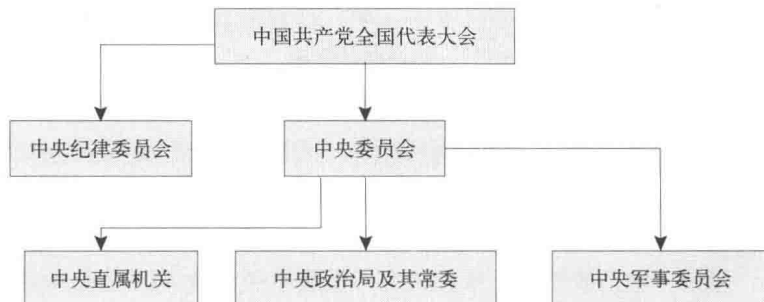 中国共产党全国代表大会
中央纪律委员会
中央委员会
中央直属机关
中央政治局及其常委
中央军事委员会